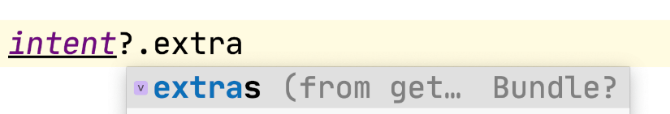 intent?.extra
v extras (from get... Bundle?